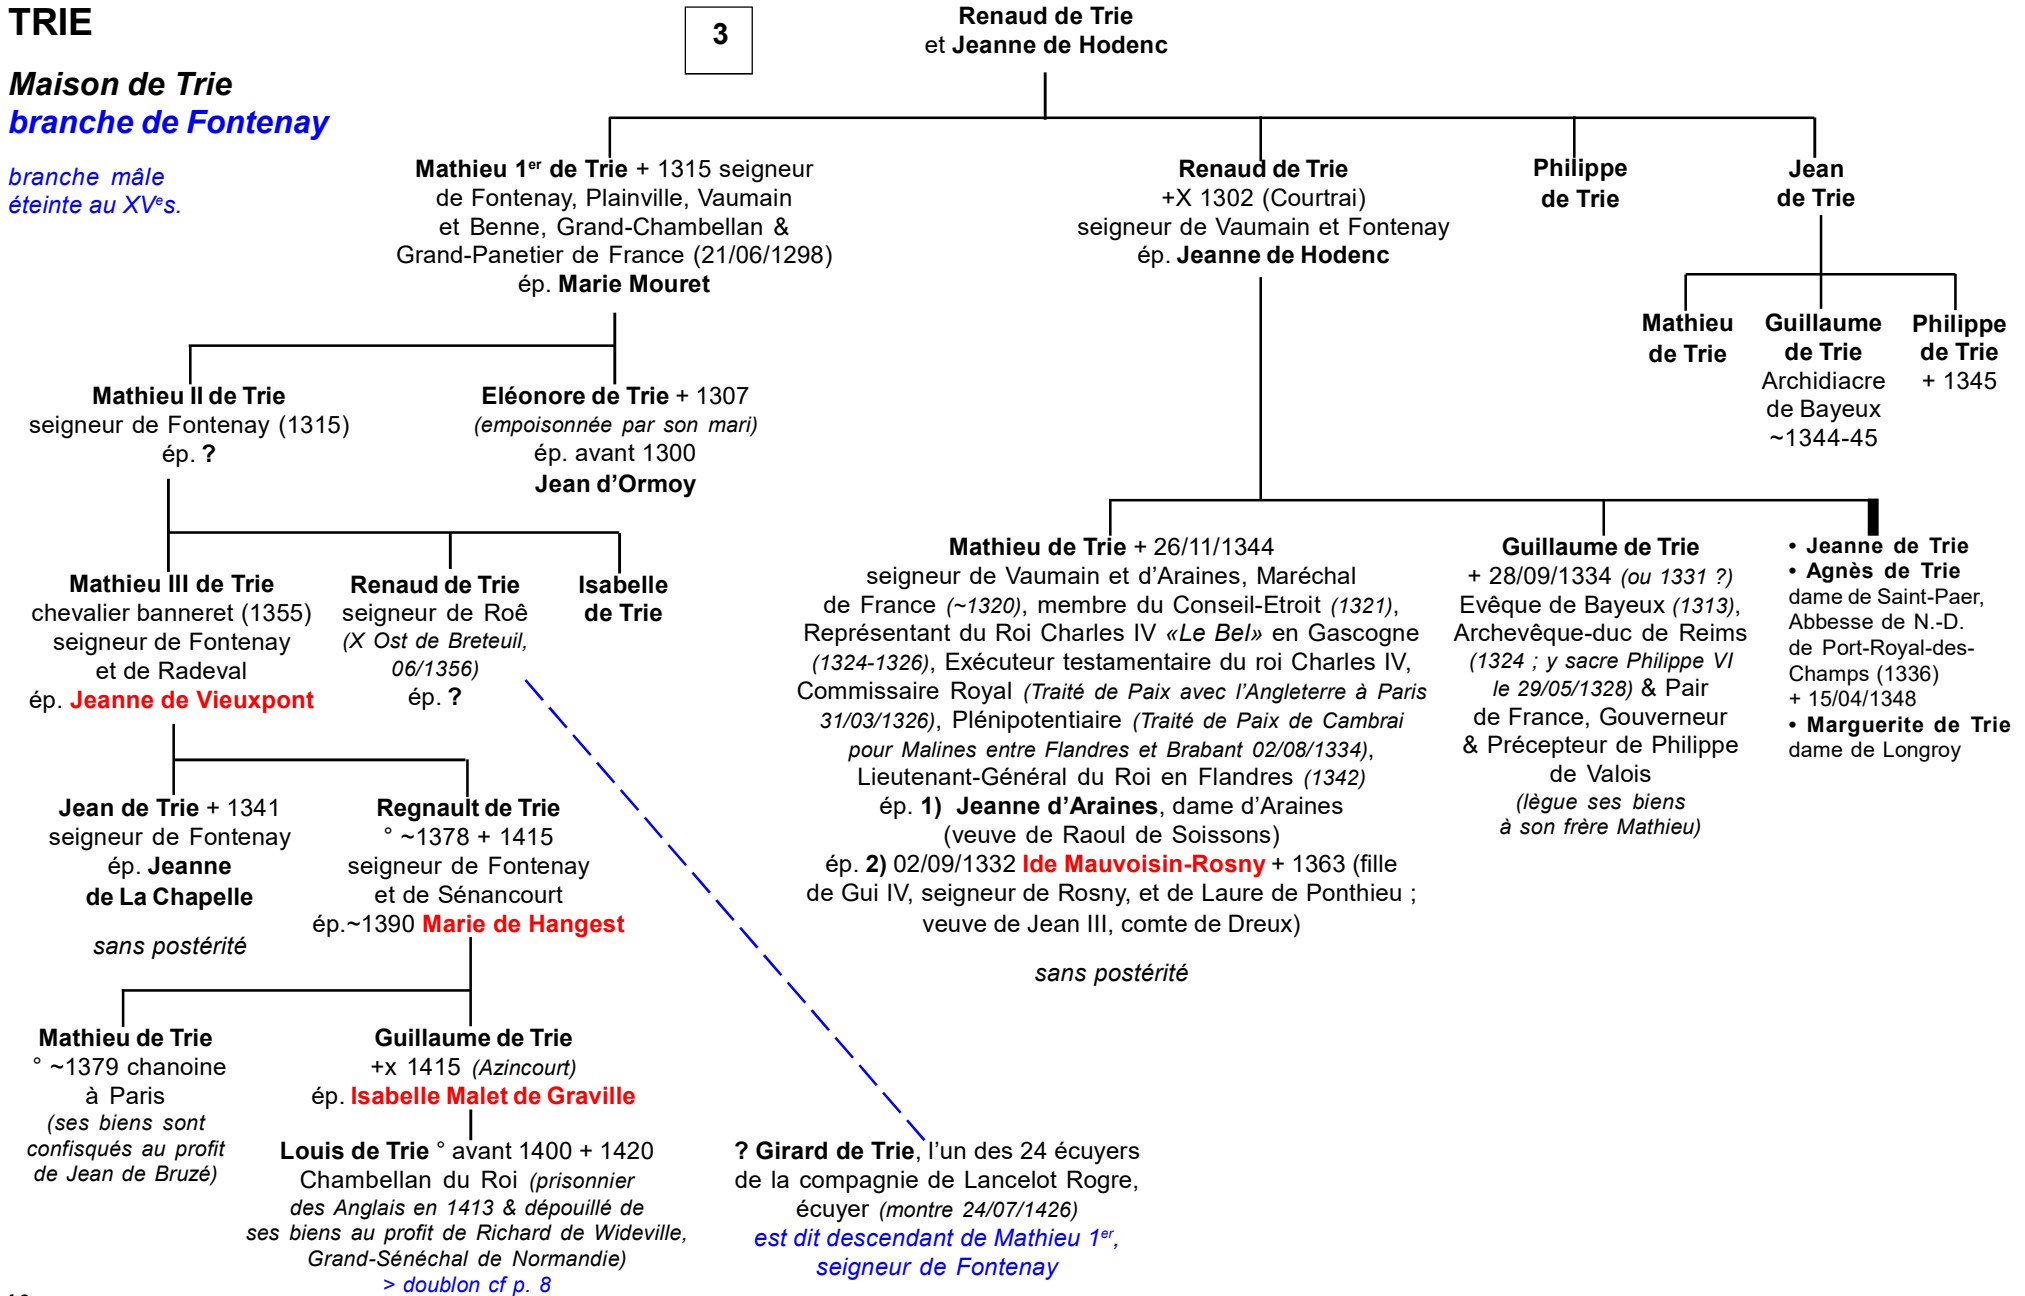 TRIE
Maison de Trie
branche de Fontenay
branche mâle
éteinte au XVes.
3
Renaud de Trie
et Jeanne de Hodenc
Mathieu 1er de Trie + 1315 seigneur
de Fontenay, Plainville, Vaumain
et Benne, Grand-Chambellan &
Grand-Panetier de France (21/06/1298)
ép. Marie Mouret
Renaud de Trie
+X 1302 (Courtrai)
seigneur de Vaumain et Fontenay
ép. Jeanne de Hodenc
Philippe
de Trie
Jean
de Trie
Mathieu
de Trie
Guillaume
de Trie
Archidiacre
de Bayeux
~1344-45
Philippe
de Trie
+ 1345
Mathieu II de Trie
seigneur de Fontenay (1315)
ép. ?
Eléonore de Trie + 1307
(empoisonnée par son mari)
ép. avant 1300
Jean d'Ormoy
Mathieu III de Trie
chevalier banneret (1355)
seigneur de Fontenay
et de Radeval
ép. Jeanne de Vieuxpont
Renaud de Trie
seigneur de Roê
(X Ost de Breteuil,
06/1356)
ép. ?
Isabelle
de Trie
Mathieu de Trie + 26/11/1344
seigneur de Vaumain et d'Araines, Maréchal
de France (~1320), membre du Conseil-Etroit (1321),
Représentant du Roi Charles IV «Le Bel» en Gascogne
(1324-1326), Exécuteur testamentaire du roi Charles IV,
Commissaire Royal (Traité de Paix avec l'Angleterre à Paris
31/03/1326), Plénipotentiaire (Traité de Paix de Cambrai
pour Malines entre Flandres et Brabant 02/08/1334),
Lieutenant-Général du Roi en Flandres (1342)
ép. 1) Jeanne d'Araines, dame d'Araines
(veuve de Raoul de Soissons)
ép. 2) 02/09/1332 Ide Mauvoisin-Rosny + 1363 (fille
de Gui IV, seigneur de Rosny, et de Laure de Ponthieu ;
veuve de Jean III, comte de Dreux)
sans postérité
Guillaume de Trie
+ 28/09/1334 (ou 1331 ?)
Evêque de Bayeux (1313),
Archevêque-duc de Reims
(1324 ; y sacre Philippe VI
le 29/05/1328) & Pair
de France, Gouverneur
& Précepteur de Philippe
de Valois
(lègue ses biens
à son frère Mathieu)
• Jeanne de Trie
• Agnès de Trie
dame de Saint-Paer,
Abbesse de N.-D.
de Port-Royal-des-
Champs (1336)
+ 15/04/1348
• Marguerite de Trie
dame de Longroy
Jean de Trie + 1341
seigneur de Fontenay
ép. Jeanne
de La Chapelle
sans postérité
Regnault de Trie
° ~1378 + 1415
seigneur de Fontenay
et de Sénancourt
ép.~1390 Marie de Hangest
Mathieu de Trie
° ~1379 chanoine
à Paris
(ses biens sont
confisqués au profit
de Jean de Bruzé)
Guillaume de Trie
+x 1415 (Azincourt)
ép. Isabelle Malet de Graville
Louis de Trie ° avant 1400 + 1420
Chambellan du Roi (prisonnier
des Anglais en 1413 & dépouillé de
ses biens au profit de Richard de Wideville,
Grand-Sénéchal de Normandie)
> doublon cf p. 8
? Girard de Trie, l'un des 24 écuyers
de la compagnie de Lancelot Rogre,
écuyer (montre 24/07/1426)
est dit descendant de Mathieu 1er,
seigneur de Fontenay